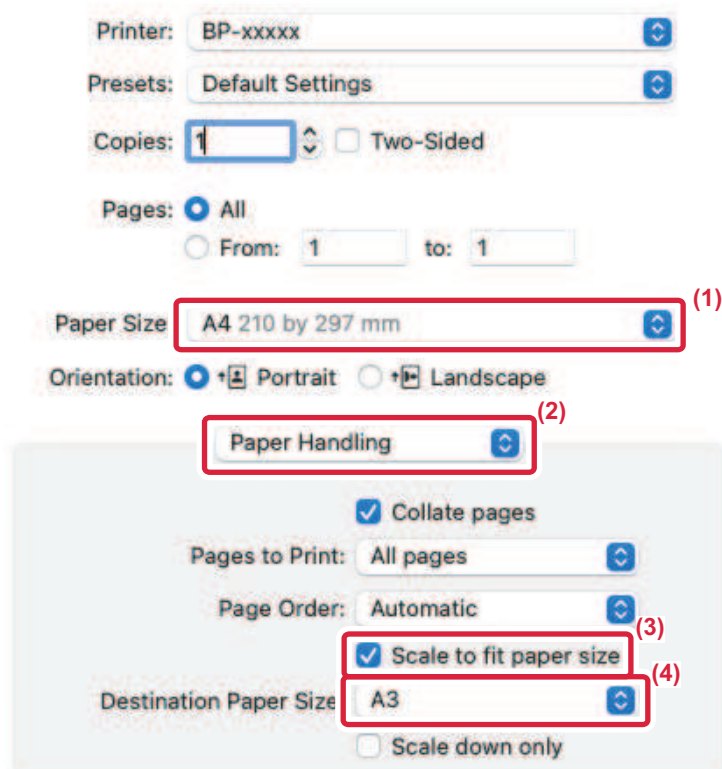 Printer: BP-xxxxx
Presets: Default Settings
Copies: 1 Two-Sided
Pages: All
From: 1 to: 1
(1)
Paper Size A4 210 by 297 mm
Orientation: Portrait Landscape
(2)
Paper Handling
Collate pages
Pages to Print: All pages
Page Order: Automatic
(3)
Scale to fit paper size
(4)
Destination Paper Size A3
Scale down only